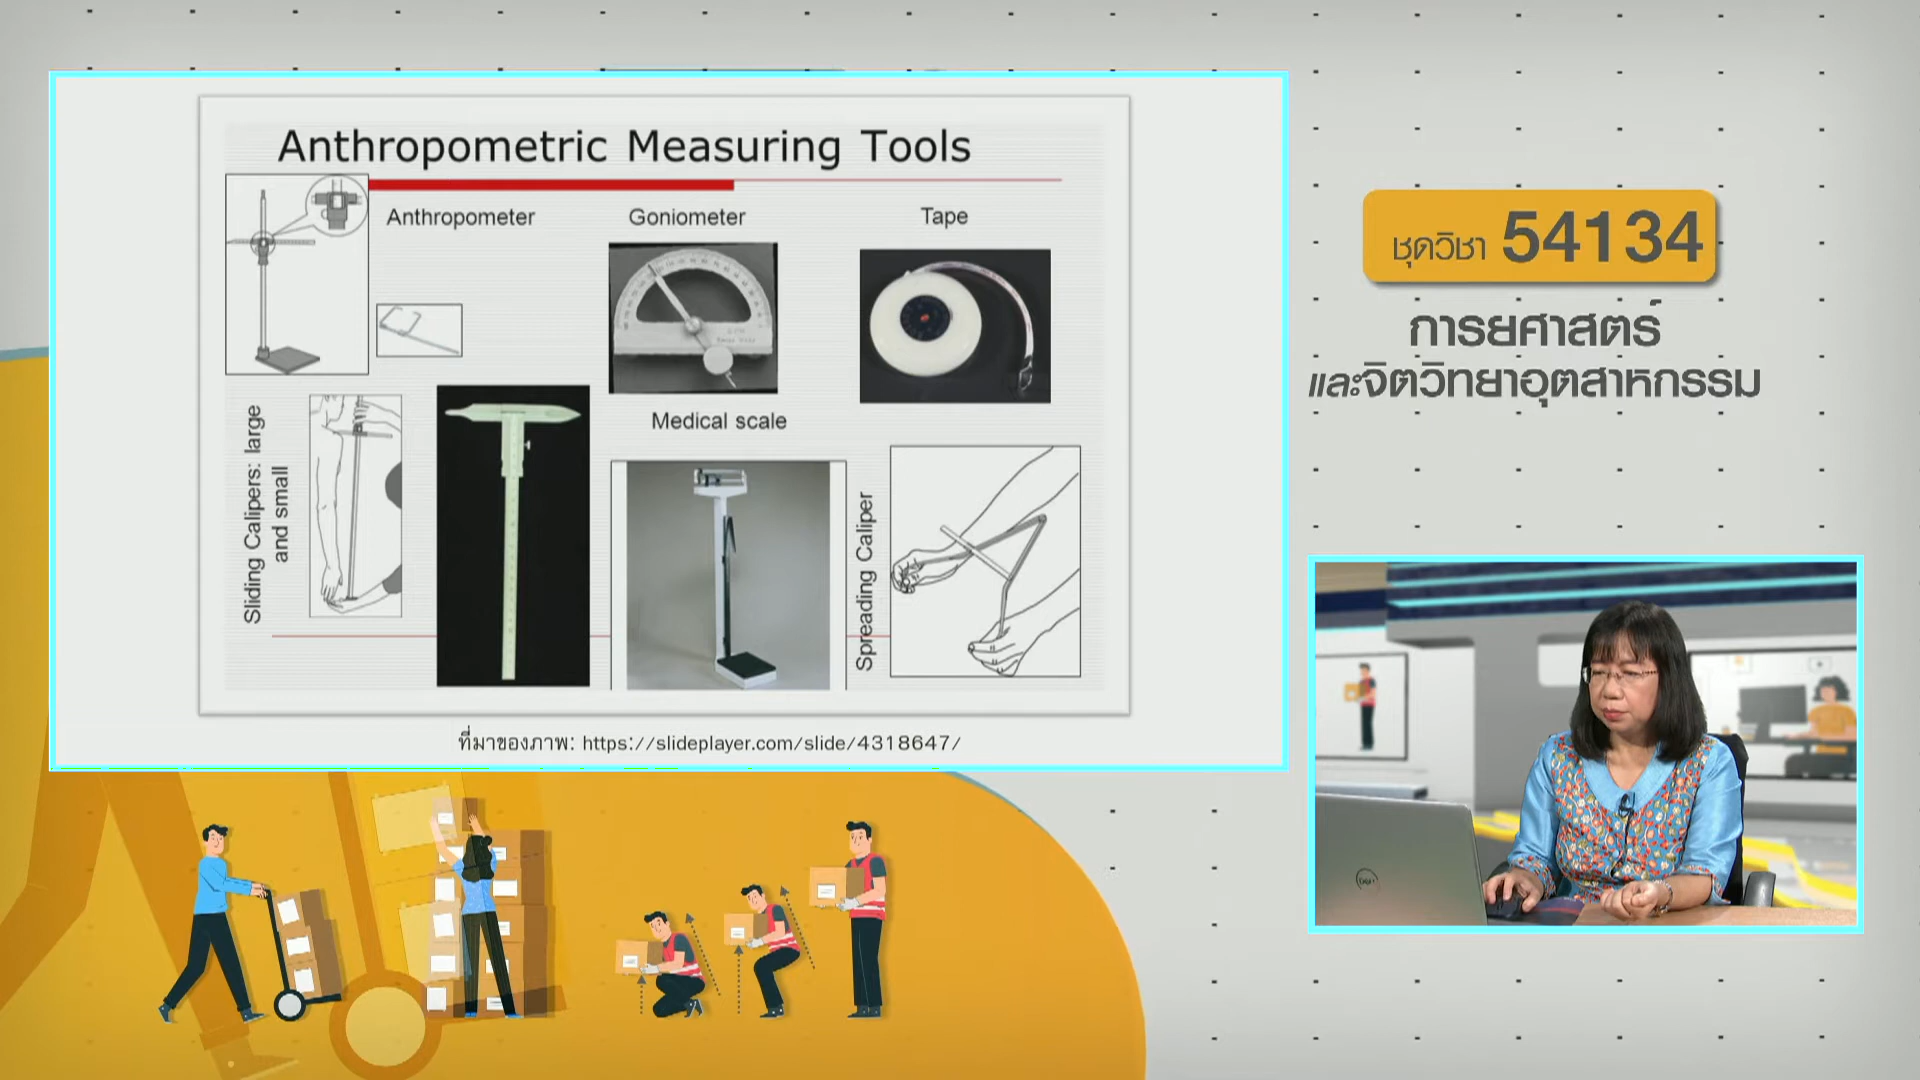 Anthropometric Measuring Tools
Anthropometer
Goniometer
Tape
Sliding Calipers: large
and small
Medical scale
Spreading Caliper
ที่มาของภาพ: https://slideplayer.com/slide/4318647/
ชุดวิชา 54134
การยศาสตร์
และจิตวิทยาอุตสาหกรรม
DELL